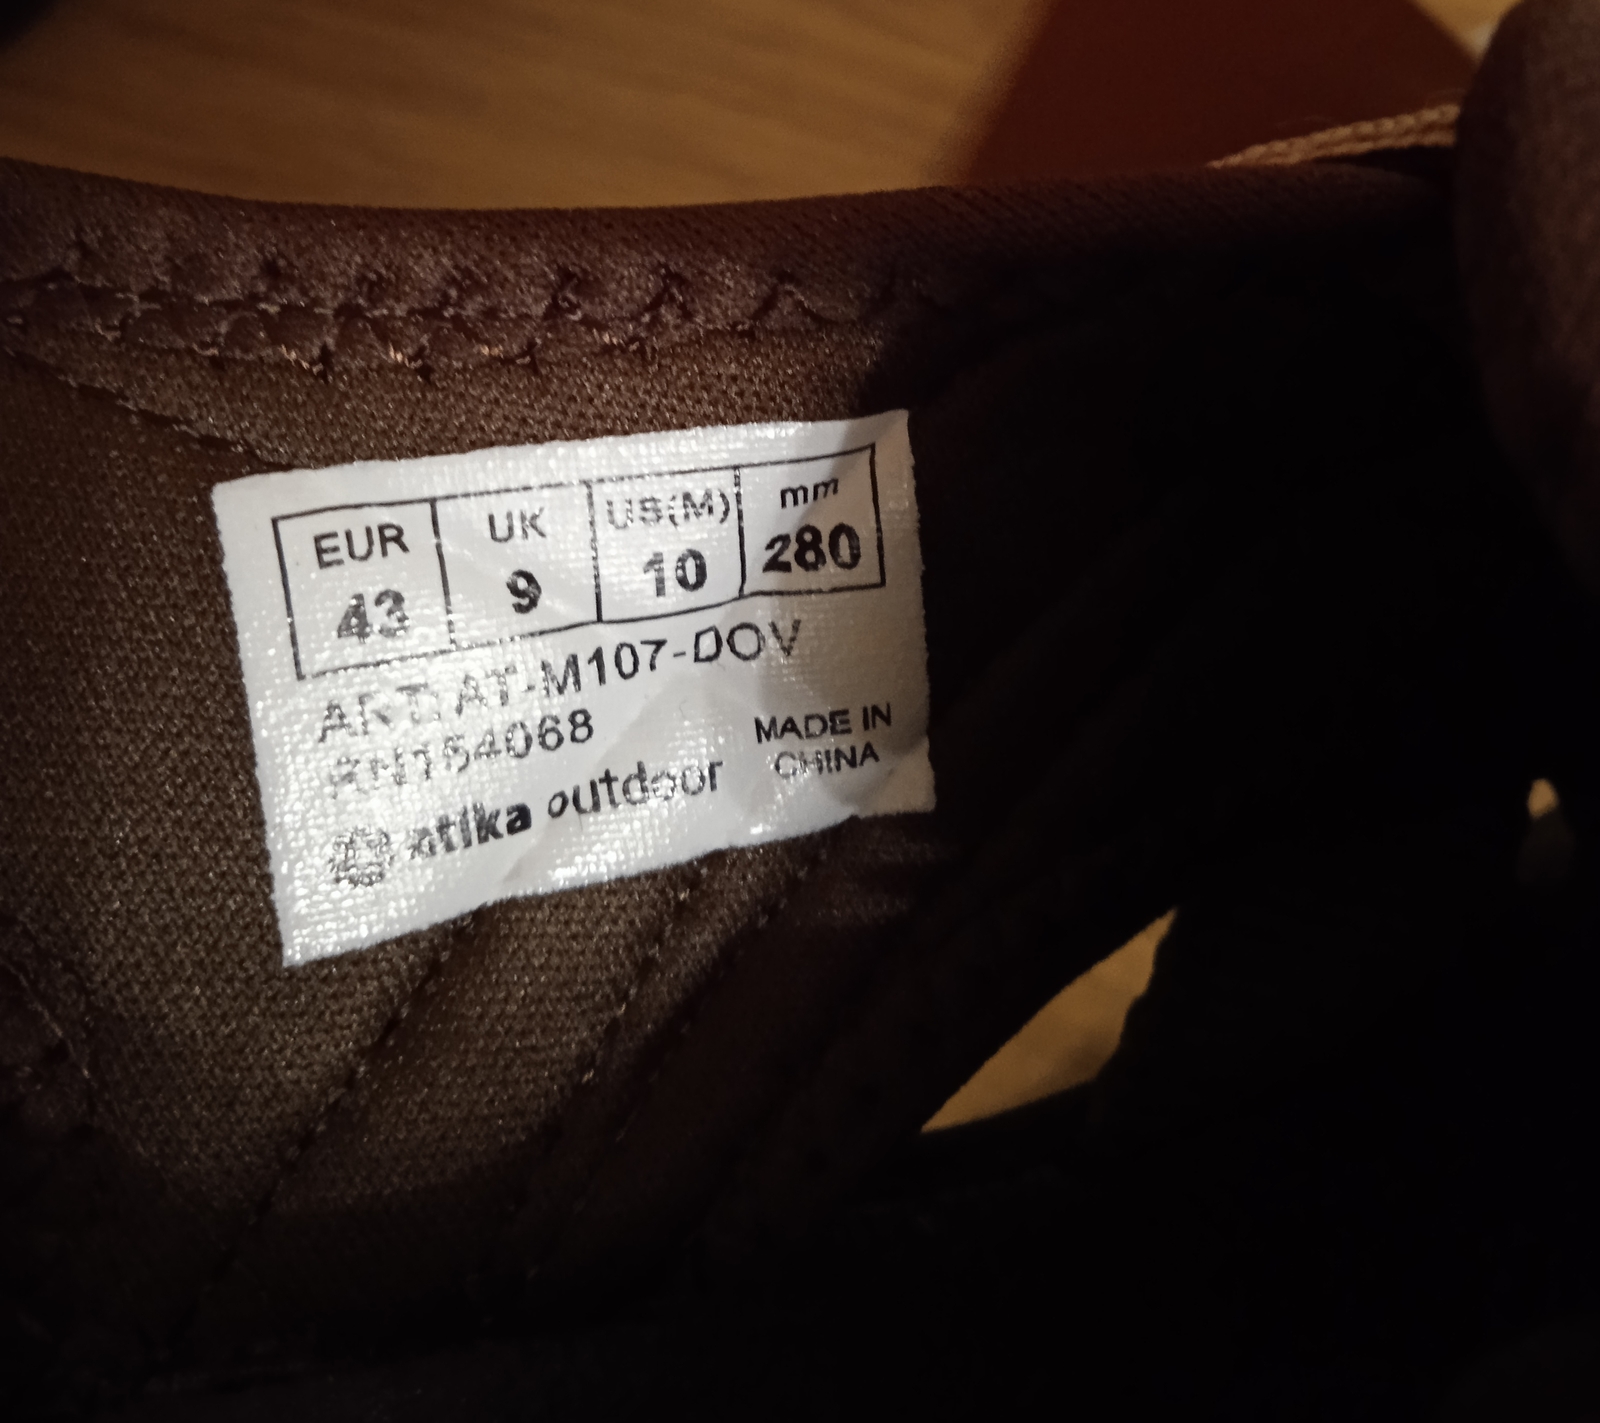 EUR UK US(M) mm
43 9 10 280
ART: AT-M107-DOV
RN154068
atika outdoor
MADE IN
CHINA